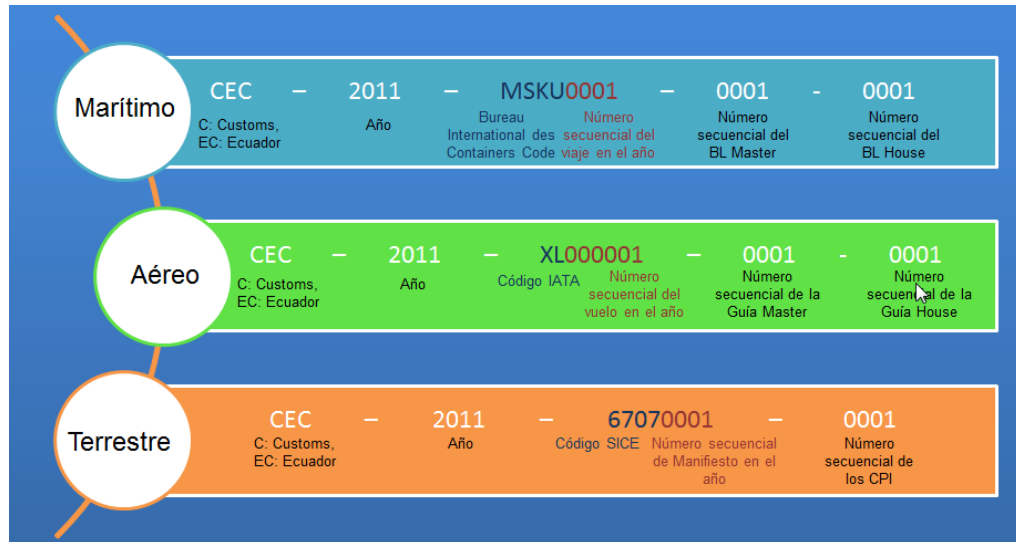 Marítimo
CEC – 2011 – MSKU0001 – 0001 - 0001
C: Customs,
EC: Ecuador
Año
Bureau
International des
Containers Code
Número
secuencial del
viaje en el año
Número
secuencial del
BL Master
Número
secuencial del
BL House
Aéreo
CEC – 2011 – XL000001 – 0001 - 0001
C: Customs,
EC: Ecuador
Año
Código IATA
Número
secuencial del
vuelo en el año
Número
secuencial de la
Guía Master
Número
secuencial de la
Guía House
Terrestre
CEC – 2011 – 67070001 – 0001
C: Customs,
EC: Ecuador
Año
Código SICE
Número secuencial
de Manifiesto en el
año
Número
secuencial de
los CPI